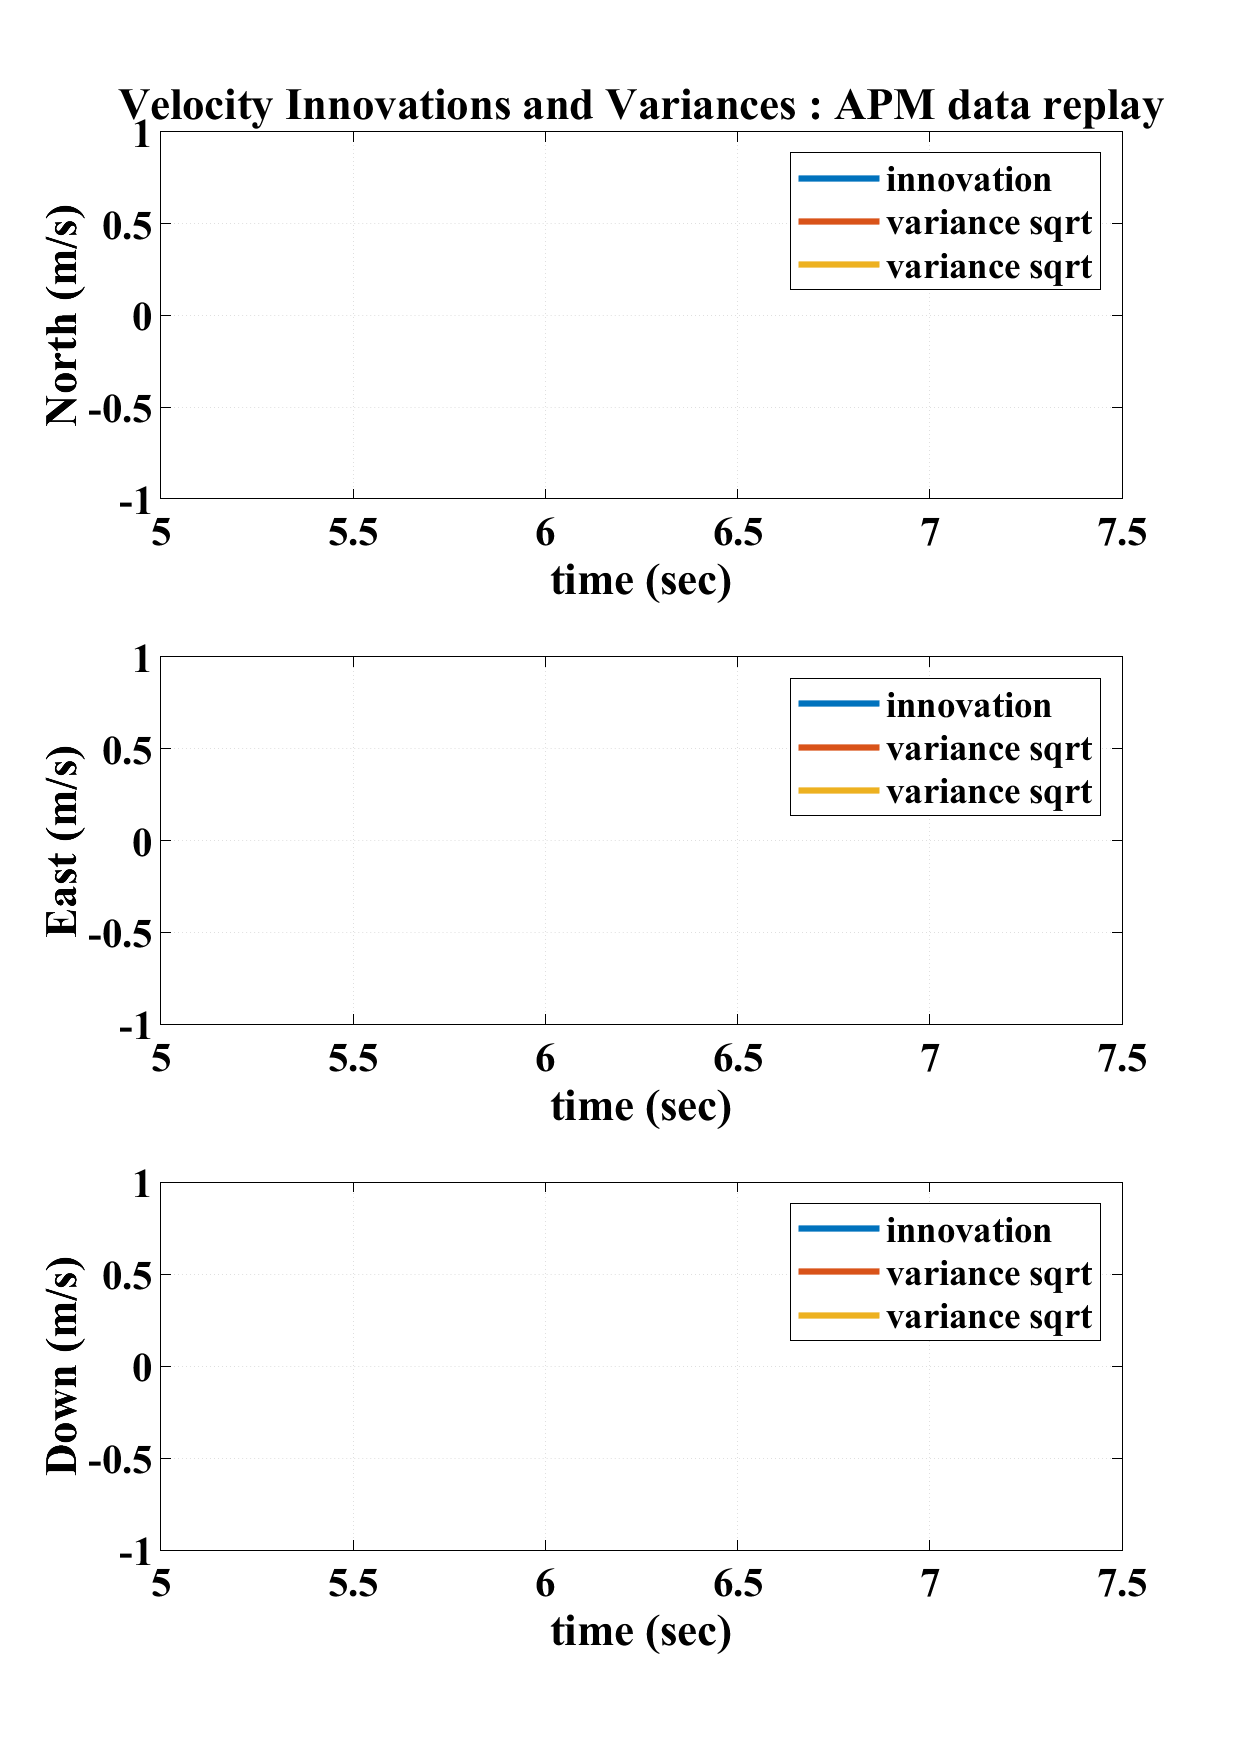 Velocity Innovations and Variances : APM data replay
1
0.5
0
-0.5
-1
North (m/s)
innovation
variance sqrt
variance sqrt
5 5.5 6 6.5 7 7.5
time (sec)
1
0.5
0
-0.5
-1
East (m/s)
innovation
variance sqrt
variance sqrt
5 5.5 6 6.5 7 7.5
time (sec)
1
0.5
0
-0.5
-1
Down (m/s)
innovation
variance sqrt
variance sqrt
5 5.5 6 6.5 7 7.5
time (sec)